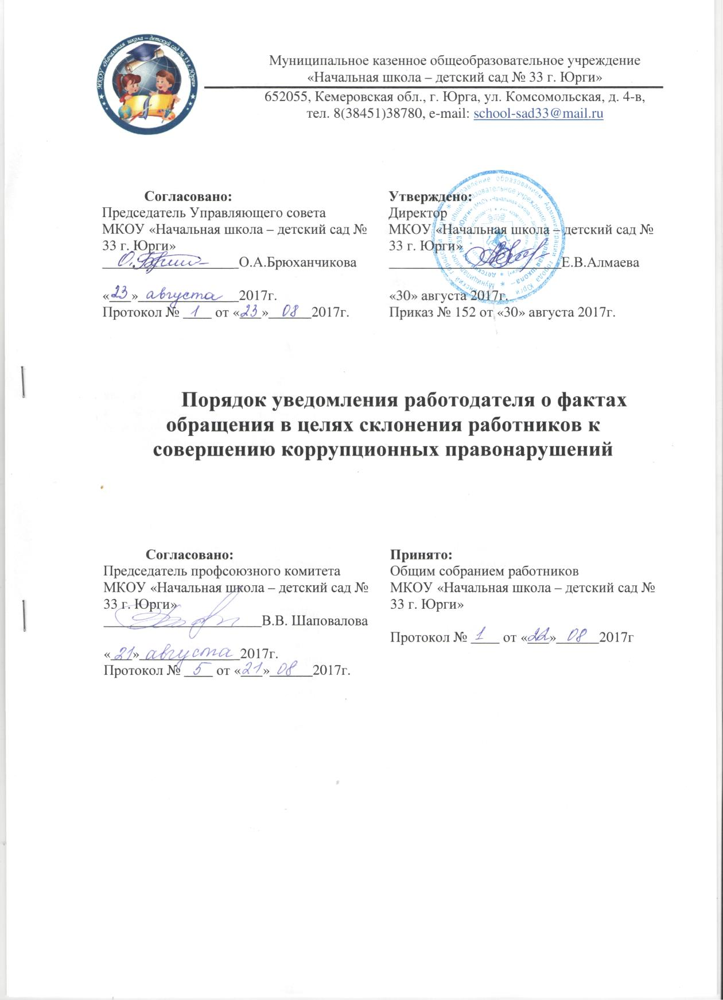 МКОУ «Начальная школа – детский сад № 33 г. Юрги»
Муниципальное казенное общеобразовательное учреждение
«Начальная школа – детский сад № 33 г. Юрги»
652055, Кемеровская обл., г. Юрга, ул. Комсомольская, д. 4-в,
тел. 8(38451)38780, e-mail: school-sad33@mail.ru
Согласовано:
Председатель Управляющего совета
МКОУ «Начальная школа – детский сад №
33 г. Юрги»
О.А.Брюханчикова
«23» августа 2017г.
Протокол № 1 от «23» 08 2017г.
Утверждено:
Директор
МКОУ «Начальная школа – детский сад №
33 г. Юрги»
Е.В.Алмаева
«30» августа 2017г.
Приказ № 152 от «30» августа 2017г.
Порядок уведомления работодателя о фактах
обращения в целях склонения работников к
совершению коррупционных правонарушений
Согласовано:
Председатель профсоюзного комитета
МКОУ «Начальная школа – детский сад №
33 г. Юрги»
В.В. Шаповалова
«21» августа 2017г.
Протокол № 5 от «21» 08 2017г.
Принято:
Общим собранием работников
МКОУ «Начальная школа – детский сад №
33 г. Юрги»
Протокол № 1 от «22» 08 2017г